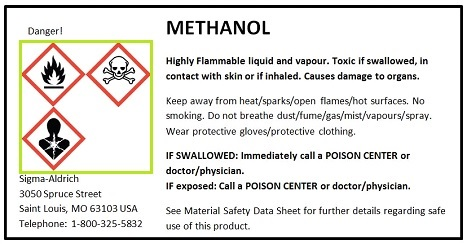 Danger!
METHANOL
Highly Flammable liquid and vapour. Toxic if swallowed, in
contact with skin or if inhaled. Causes damage to organs.
Keep away from heat/sparks/open flames/hot surfaces. No
smoking. Do not breathe dust/fume/gas/mist/vapours/spray.
Wear protective gloves/protective clothing.
IF SWALLOWED: Immediately call a POISON CENTER or
doctor/physician.
IF exposed: Call a POISON CENTER or doctor/physician.
See Material Safety Data Sheet for further details regarding safe
use of this product.
Sigma-Aldrich
3050 Spruce Street
Saint Louis, MO 63103 USA
Telephone: 1-800-325-5832